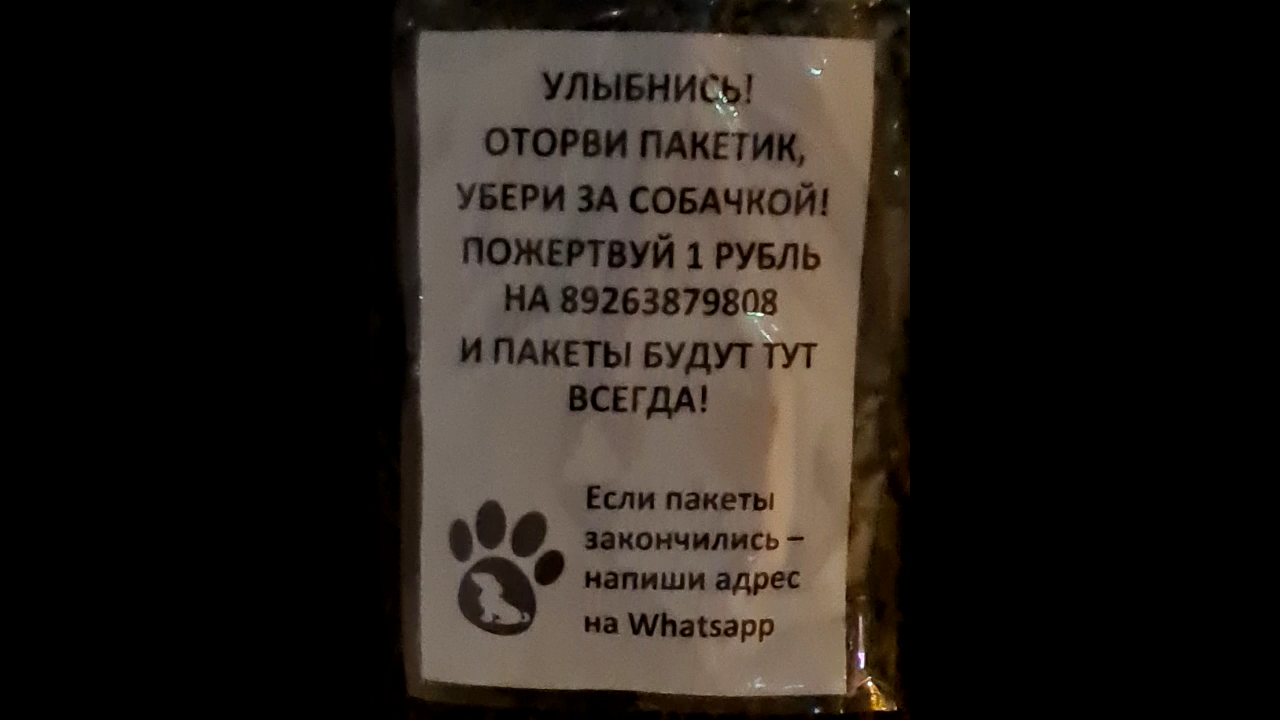 УЛЫБНИСЬ!
ОТОРВИ ПАКЕТИК,
УБЕРИ ЗА СОБАЧКОЙ!
ПОЖЕРТВУЙ 1 РУБЛЬ
НА 89263879808
И ПАКЕТЫ БУДУТ ТУТ
ВСЕГДА!
Если пакеты
закончились –
напиши адрес
на Whatsapp